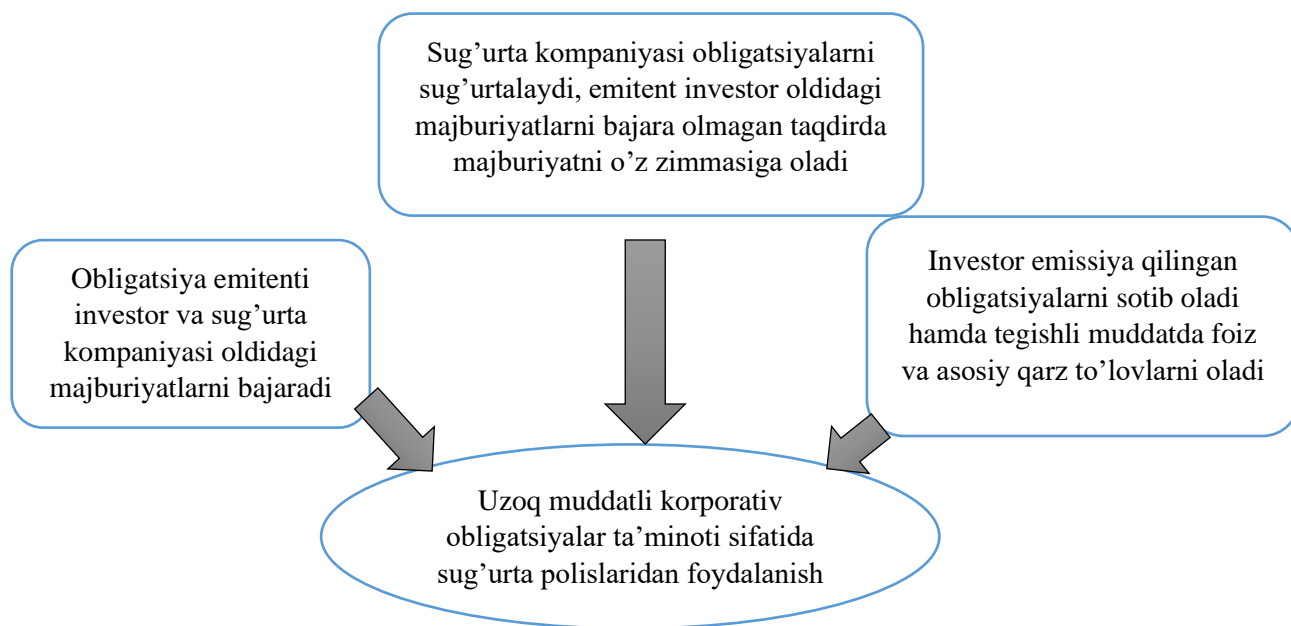 Sug’urta kompaniyasi obligatsiyalarni
sug’urtalaydi, emitent investor oldidagi
majburiyatlarni bajara olmagan taqdirda
majburiyatni o’z zimmasiga oladi
Obligatsiya emitenti
investor va sug’urta
kompaniyasi oldidagi
majburiyatlarni bajaradi
Investor emissiya qilingan
obligatsiyalarni sotib oladi
hamda tegishli muddatda foiz
va asosiy qarz to’lovlarni oladi
Uzoq muddatli korporativ
obligatsiyalar ta’minoti sifatida
sug’urta polislaridan foydalanish